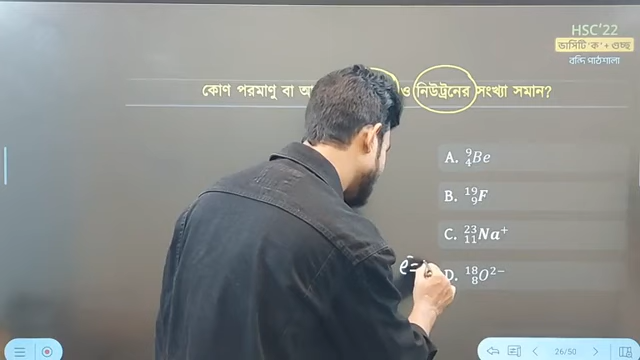 HSC'22
ভার্সিটি 'ক' + গুচ্ছ
বন্দি পাঠশালা
কোণ পরমাণু বা ও নিউট্রনের সংখ্যা সমান?
A. ⁹₄Be
B. ¹⁹₉F
C. ²³₁₁Na⁺
e⁻=
D. ¹⁸₈O²⁻
26/50